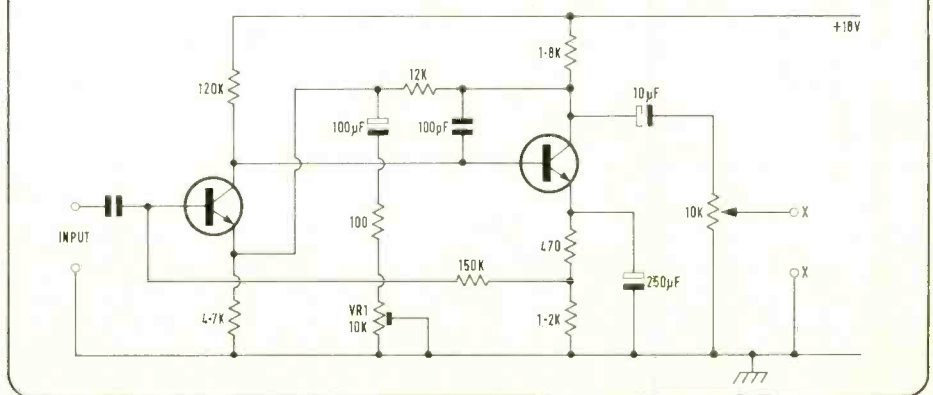 +18V
1·8K
120K
12K
10µF
100µF
100pF
10K
X
INPUT
100
470
150K
250µF
X
VR1
10K
4·7K
1·2K